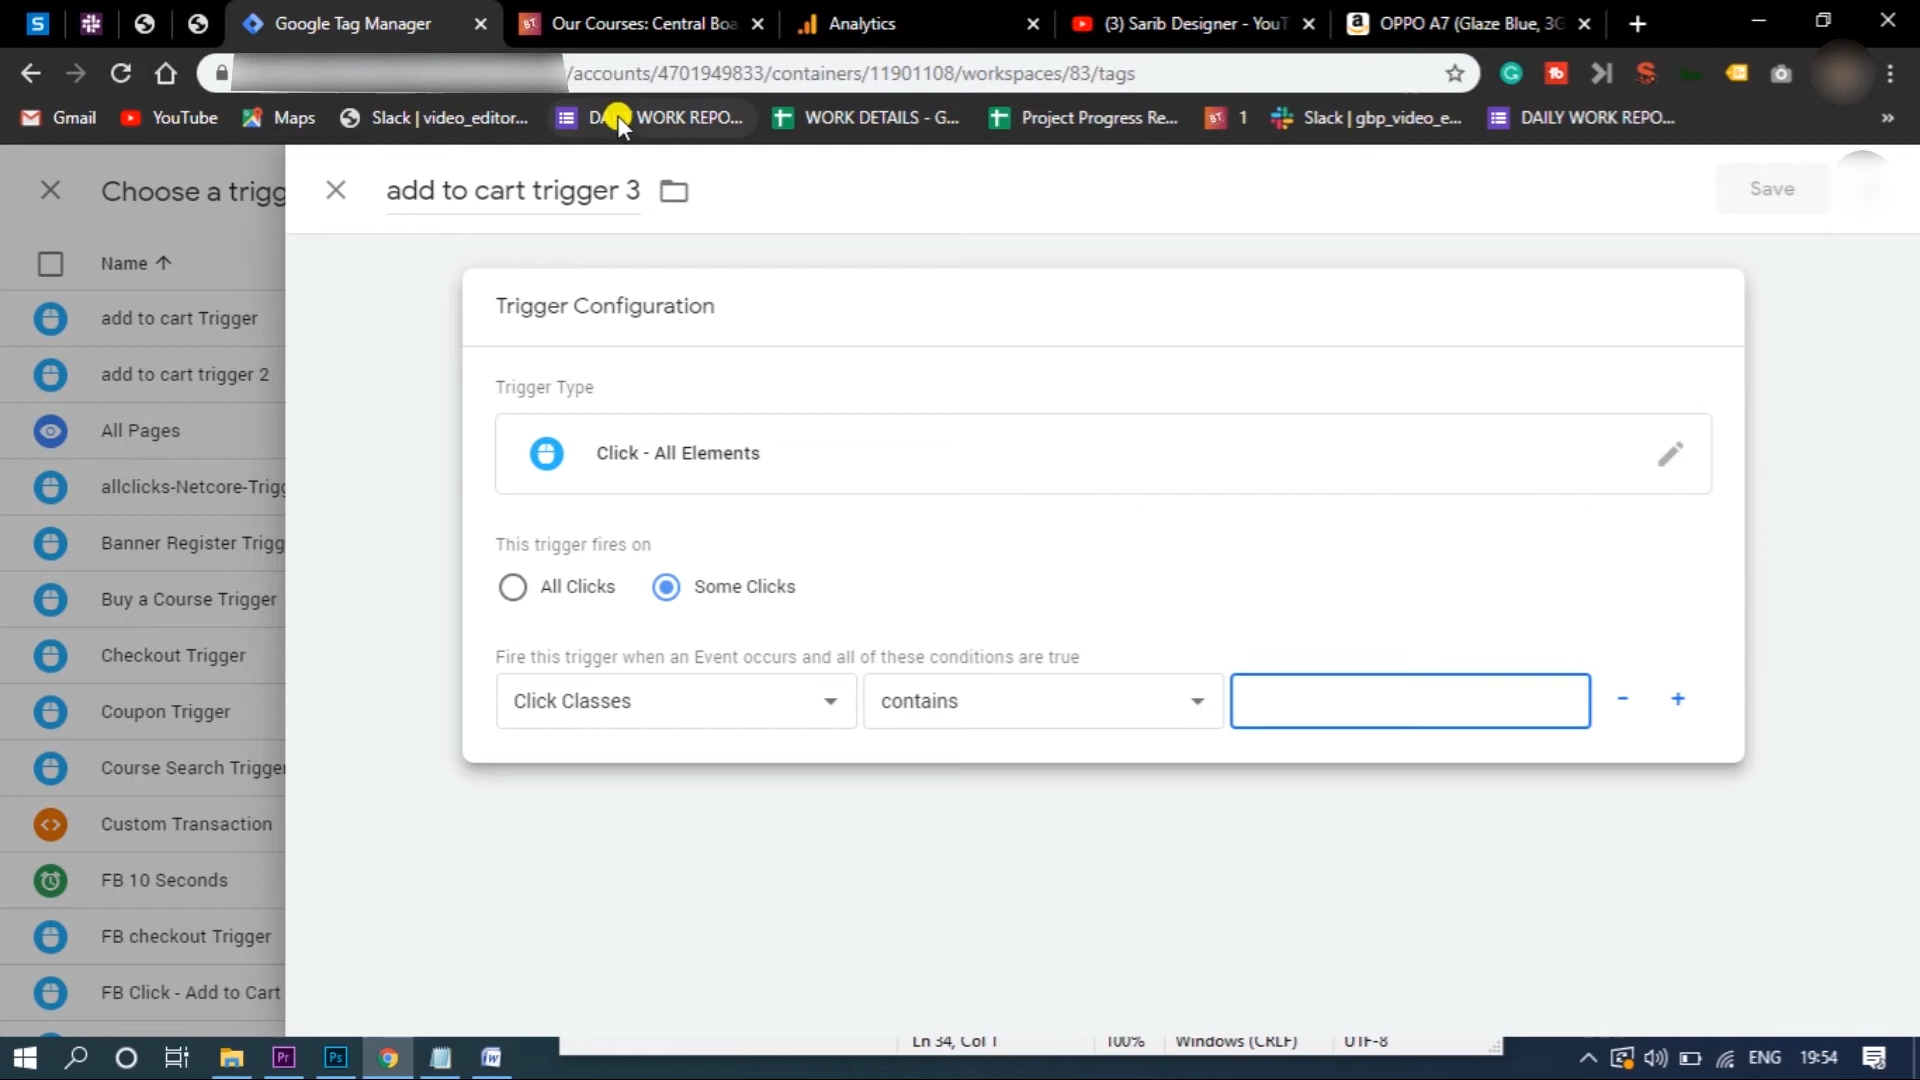 Google Tag Manager
Our Courses: Central Boa
Analytics
(3) Sarib Designer - YouT
OPPO A7 (Glaze Blue, 3G
/accounts/4701949833/containers/11901108/workspaces/83/tags
Gmail
YouTube
Maps
Slack | video_editor...
WORK REPO...
WORK DETAILS - G...
Project Progress Re...
1
Slack | gbp_video_e...
DAILY WORK REPO...
»
Choose a trigg
add to cart trigger 3
Save
Name
Trigger Configuration
add to cart Trigger
add to cart trigger 2
Trigger Type
All Pages
Click - All Elements
allclicks-Netcore-Trigg
Banner Register Trigg
This trigger fires on
All Clicks
Some Clicks
Buy a Course Trigger
Checkout Trigger
Fire this trigger when an Event occurs and all of these conditions are true
Click Classes
contains
-
+
Coupon Trigger
Course Search Trigger
Custom Transaction
FB 10 Seconds
FB checkout Trigger
FB Click - Add to Cart
Ln 34, Col 1
100%
Windows (CRLF)
UTF-8
ENG
19:54